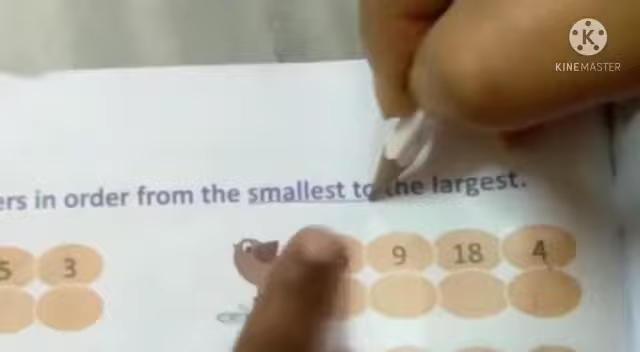 KINEMASTER
ers in order from the smallest to the largest.
5 3 9 18 4